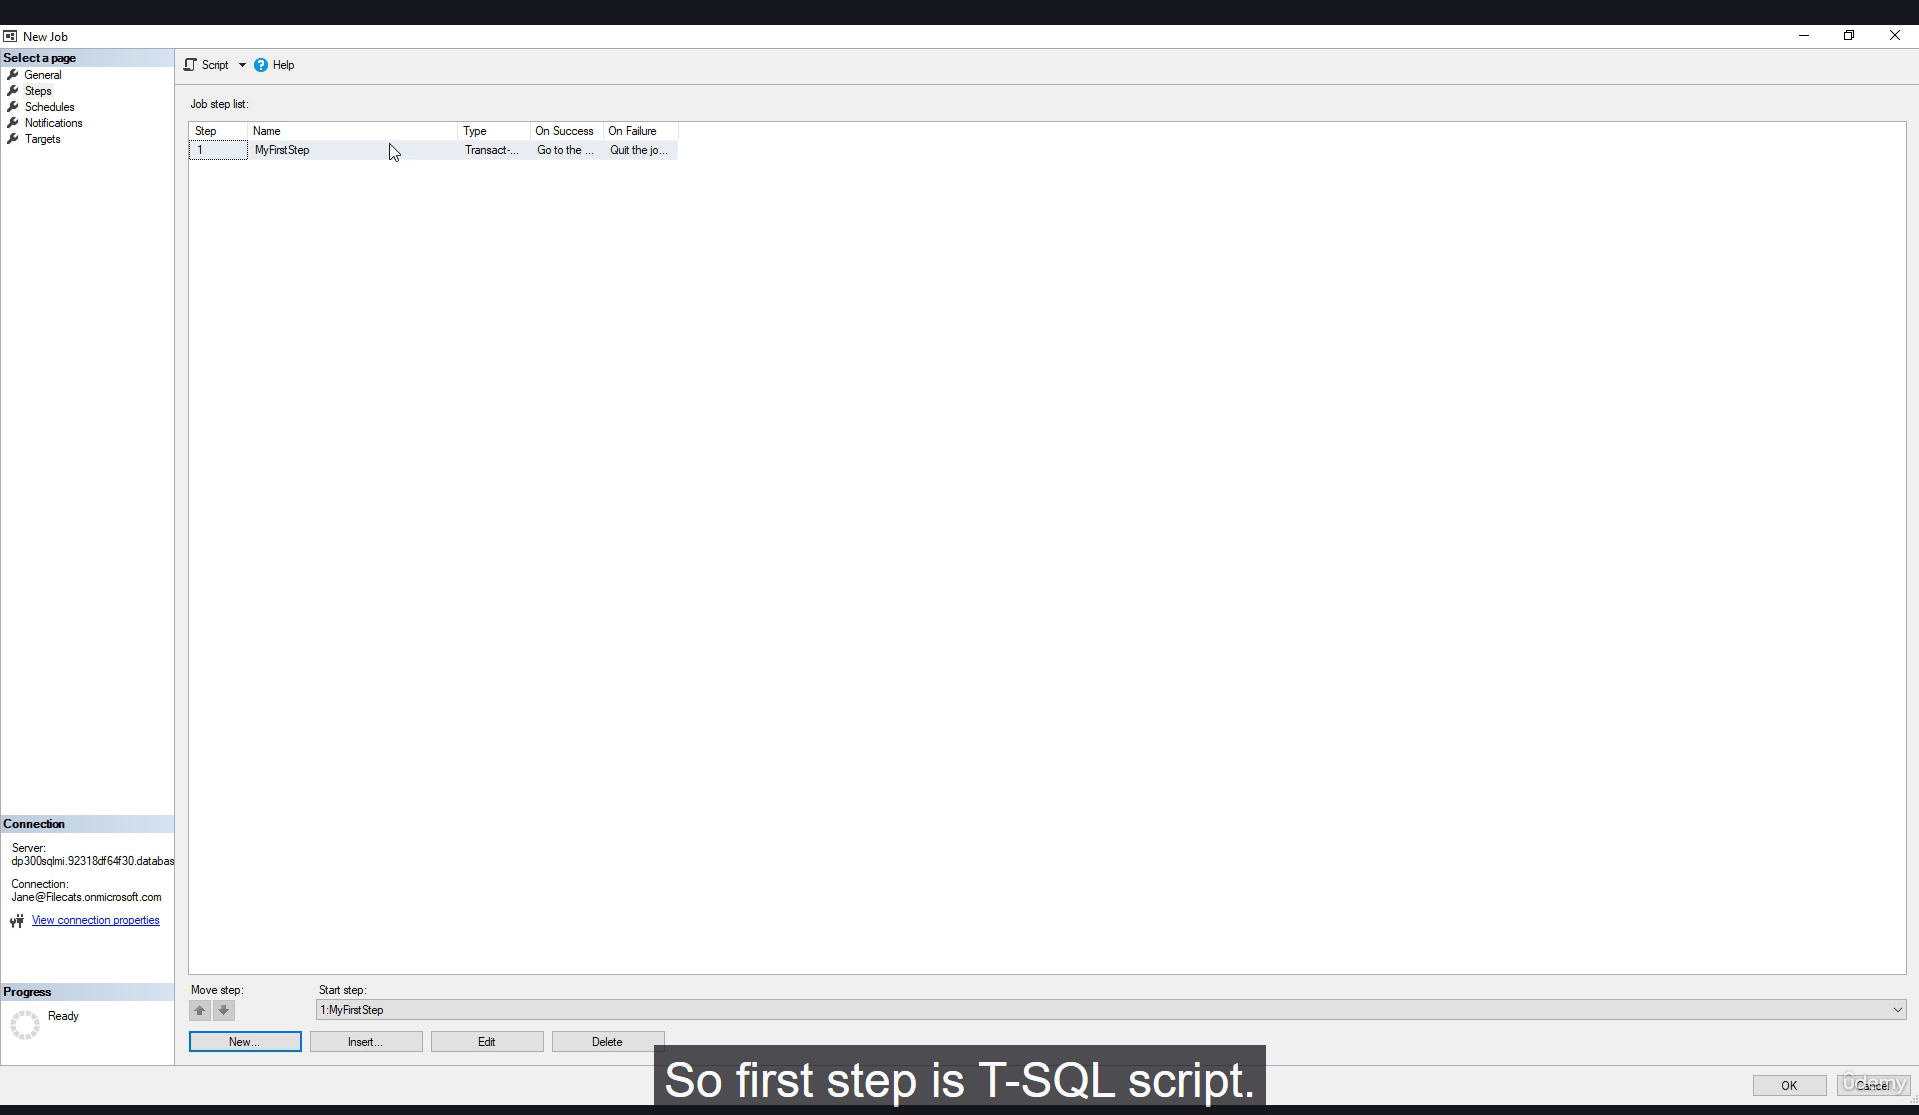 New Job
Select a page
General
Steps
Schedules
Notifications
Targets
Script
Help
Job step list:
Step Name Type On Success On Failure
1 MyFirstStep Transact-... Go to the ... Quit the jo...
Connection
Server:
dp300sqlmi.92318df64f30.databas
Connection:
Jane@Filecats.onmicrosoft.com
View connection properties
Progress
Ready
Move step:
Start step:
1:MyFirstStep
New...
Insert...
Edit
Delete
So first step is T-SQL script.
OK
Cancel
Udemy